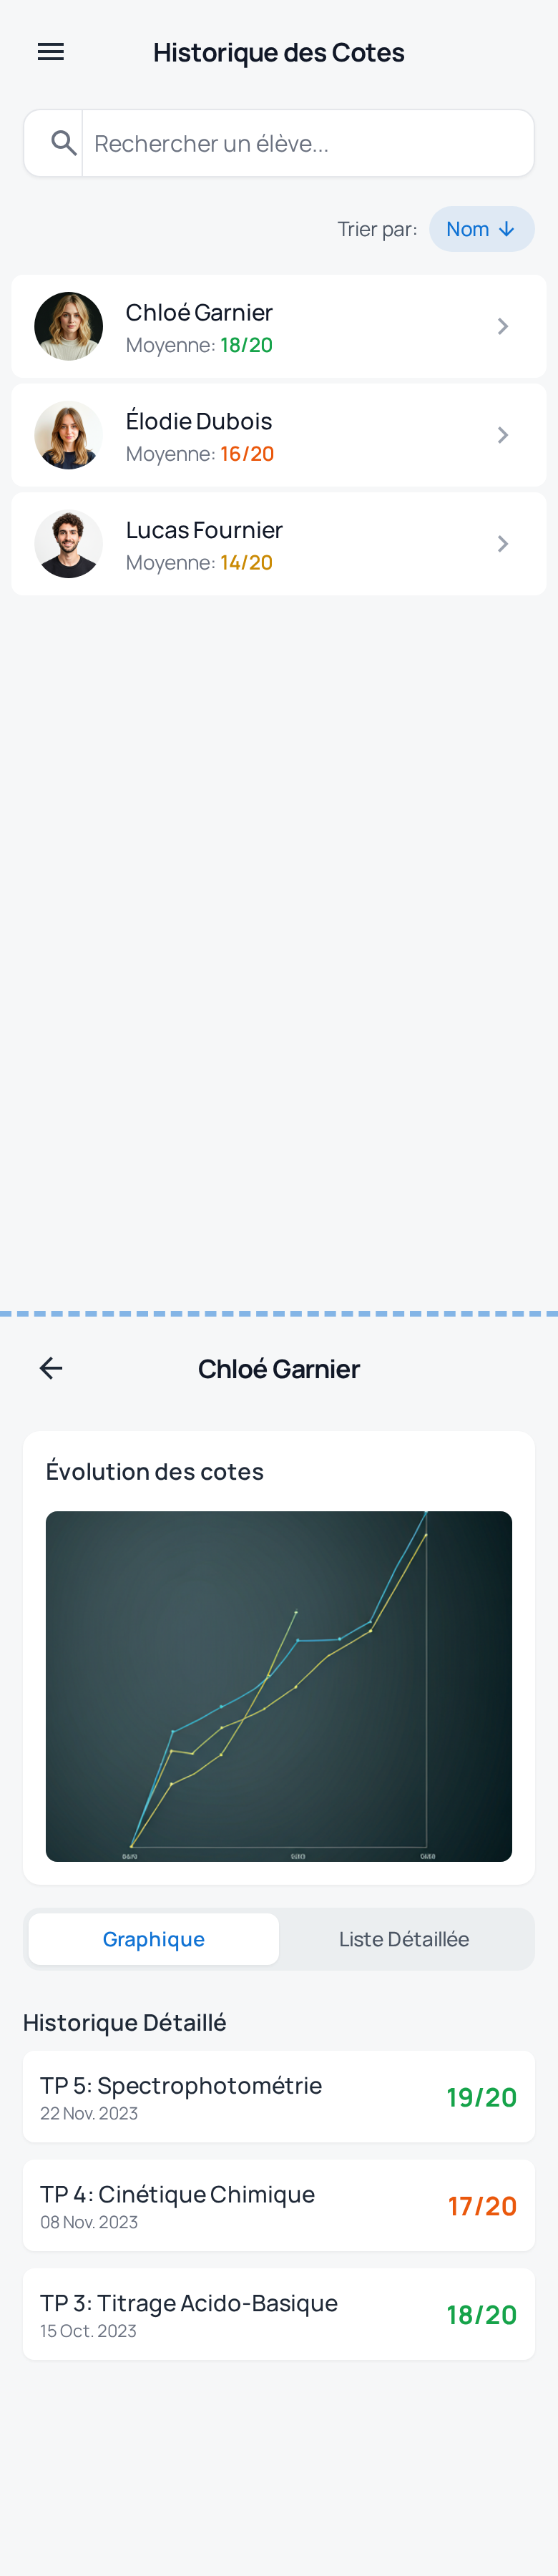 Historique des Cotes
Rechercher un élève...
Trier par: Nom
Chloé Garnier
Moyenne: 18/20
Élodie Dubois
Moyenne: 16/20
Lucas Fournier
Moyenne: 14/20
Chloé Garnier
Évolution des cotes
Graphique
Liste Détaillée
Historique Détaillé
TP 5: Spectrophotométrie
22 Nov. 2023
19/20
TP 4: Cinétique Chimique
08 Nov. 2023
17/20
TP 3: Titrage Acido-Basique
15 Oct. 2023
18/20